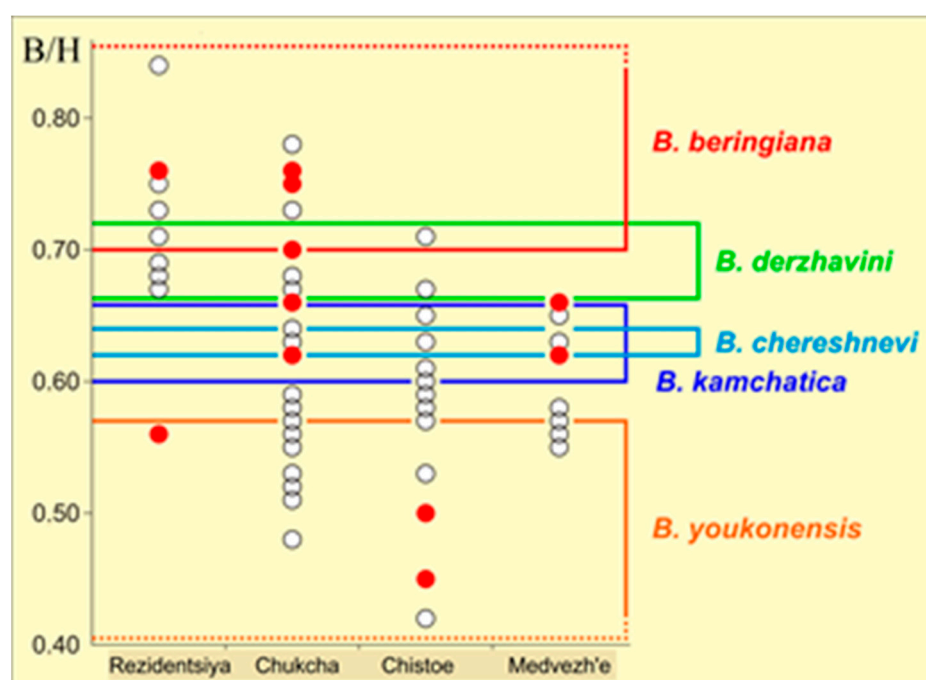 B/H
0.80
0.70
0.60
0.50
0.40
B. beringiana
B. derzhavini
B. chereshnevi
B. kamchatica
B. youkonensis
Rezidentsiya Chukcha Chistoe Medvezh'e